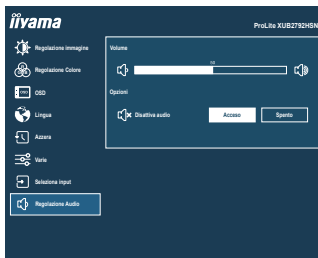 iiyama
ProLite XUB2792HSN
Regolazione immagine
Regolazione Colore
OSD
OSD
Lingua
Azzera
Varie
Seleziona input
Regolazione Audio
Volume
Opzioni
Disattiva audio
Acceso
Spento